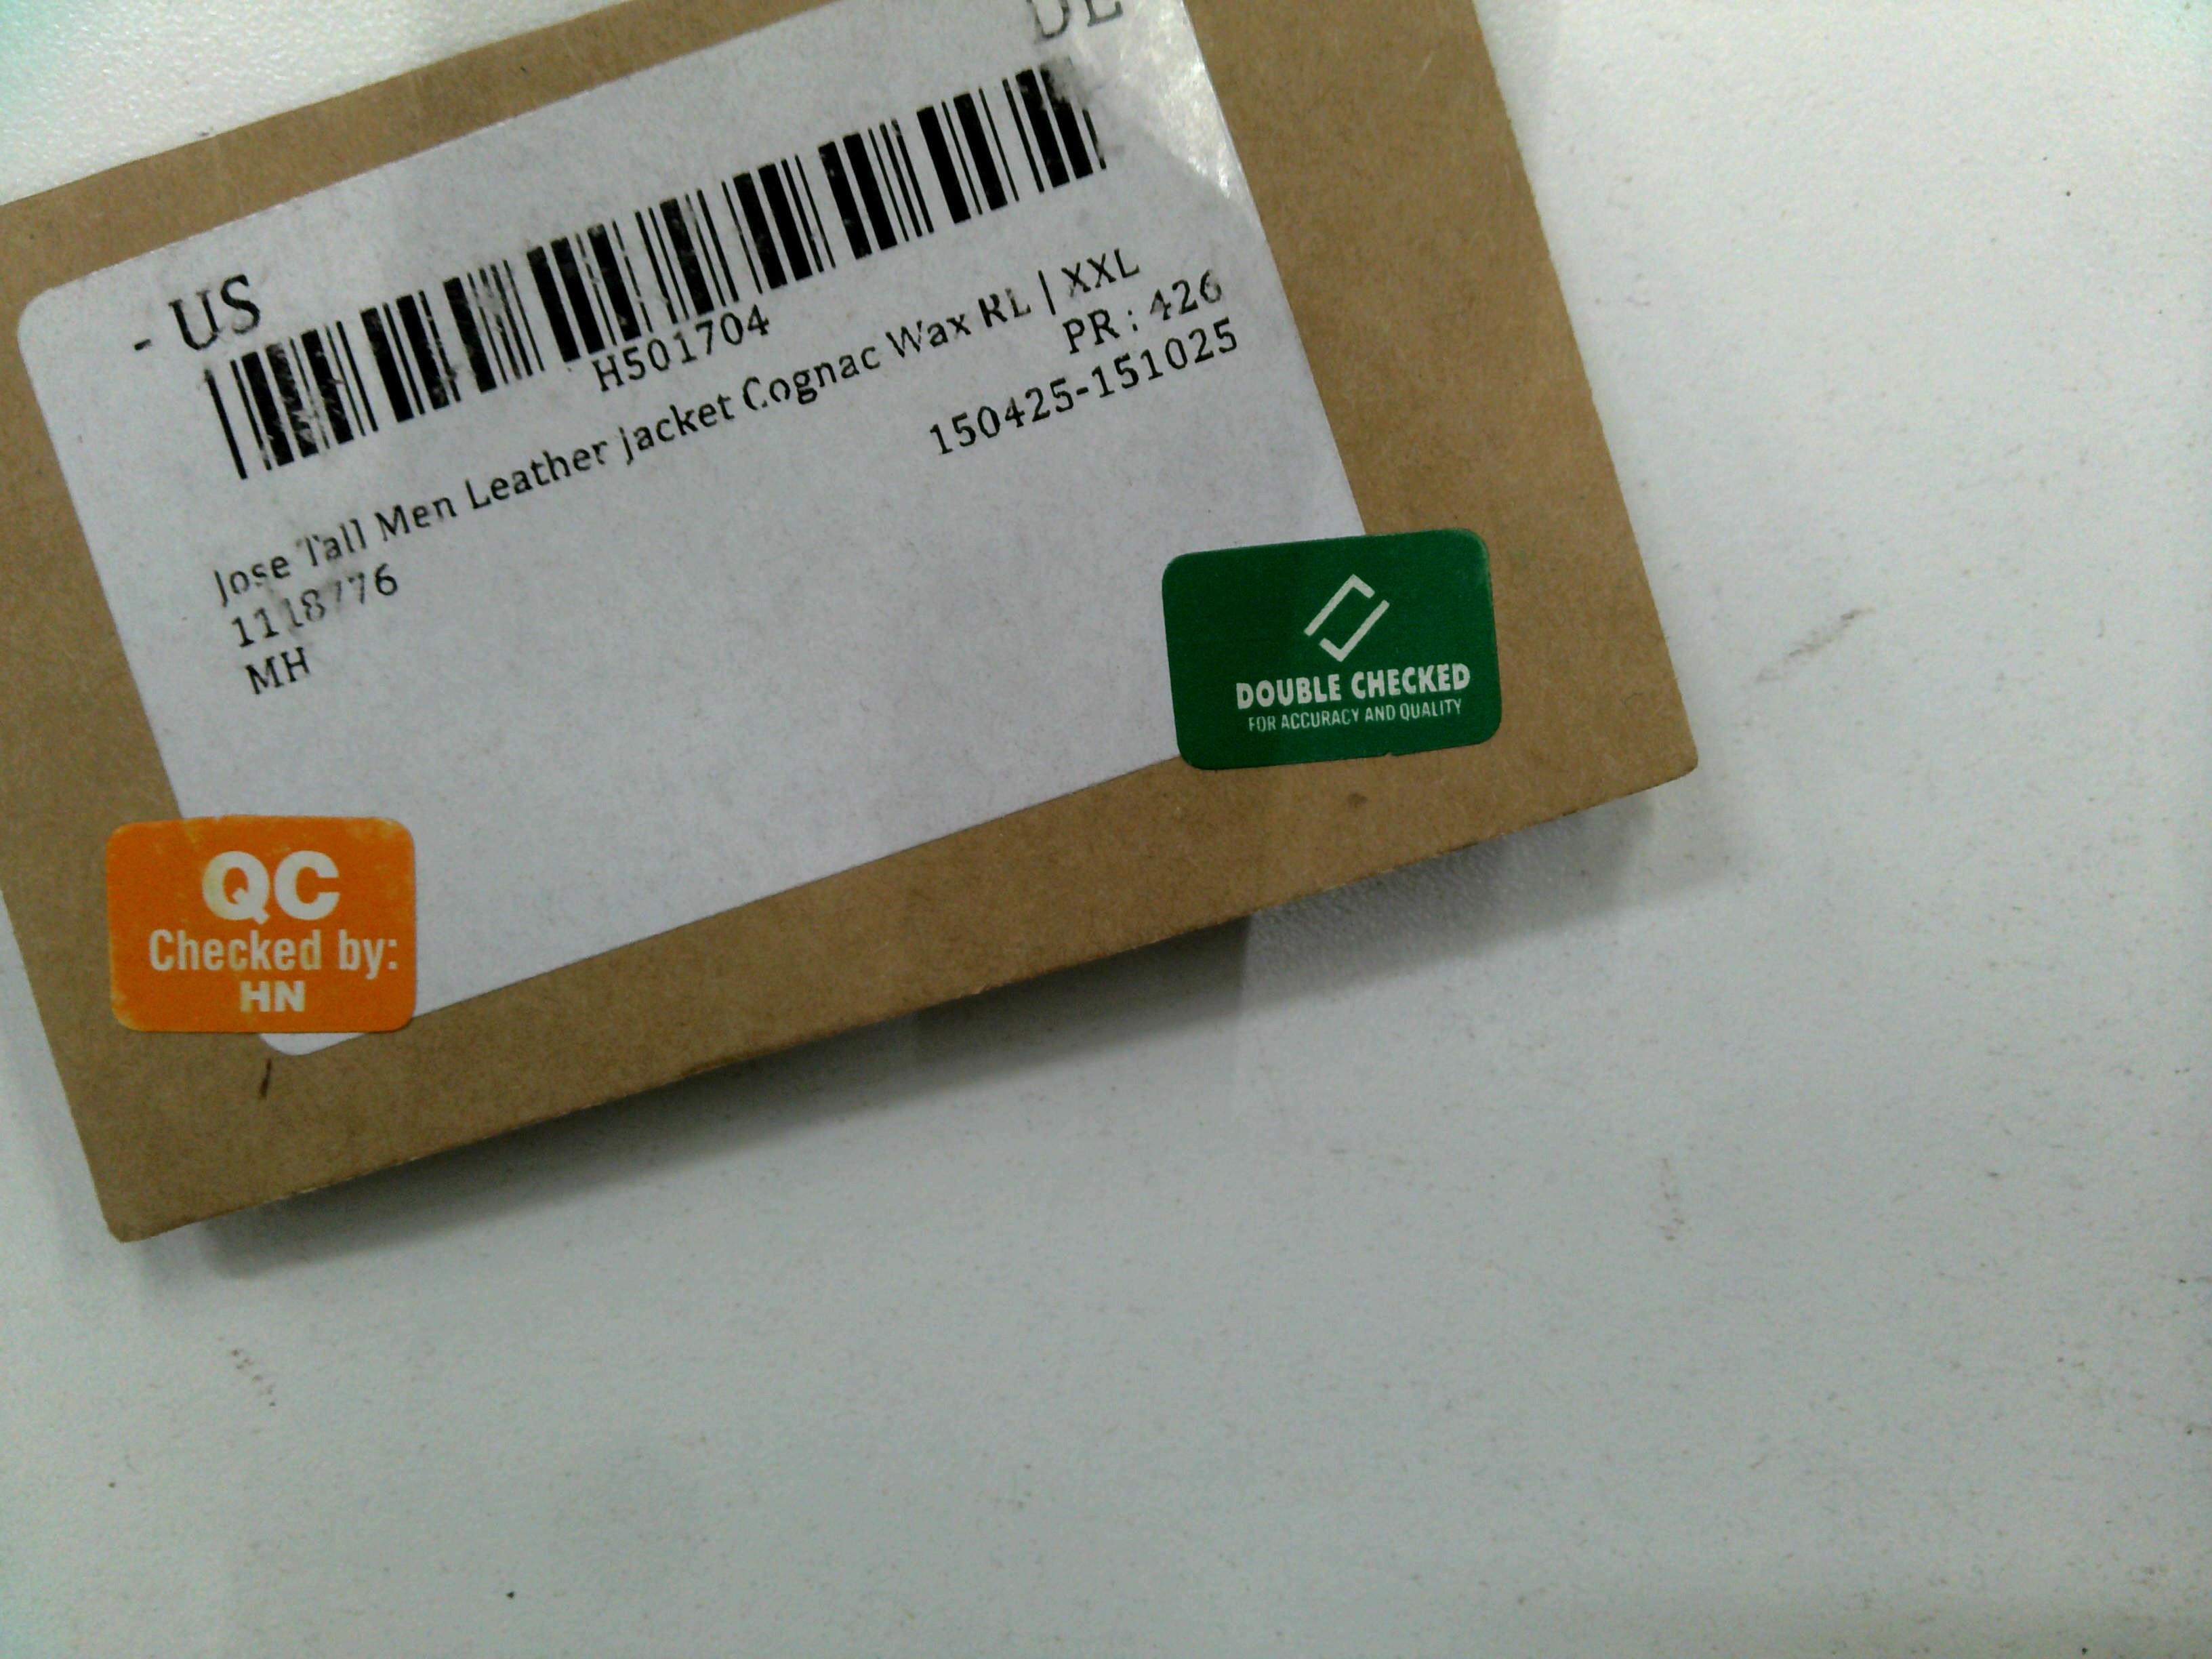 DE
- US
H501704
Jose Tall Men Leather Jacket Cognac Wax RL | XXL
PR : 426
1118776
150425-151025
MH
DOUBLE CHECKED
FOR ACCURACY AND QUALITY
QC
Checked by:
HN